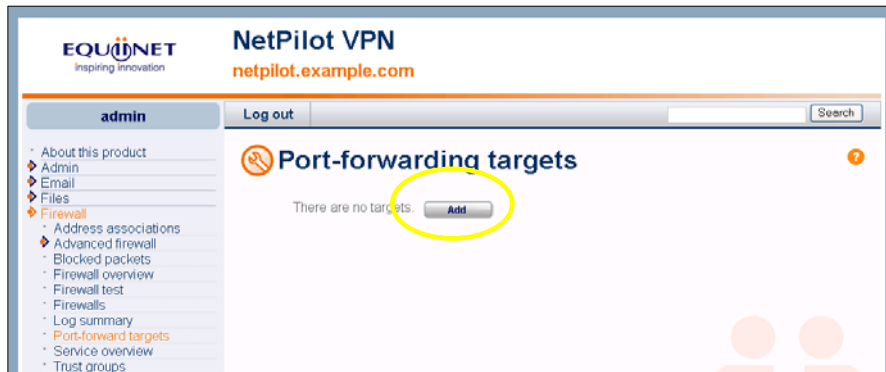 EQUiiNET
inspiring innovation
NetPilot VPN
netpilot.example.com
admin
Log out
Search
About this product
Admin
Email
Files
Firewall
Address associations
Advanced firewall
Blocked packets
Firewall overview
Firewall test
Firewalls
Log summary
Port-forward targets
Service overview
Trust groups
Port-forwarding targets
?
There are no targets. Add